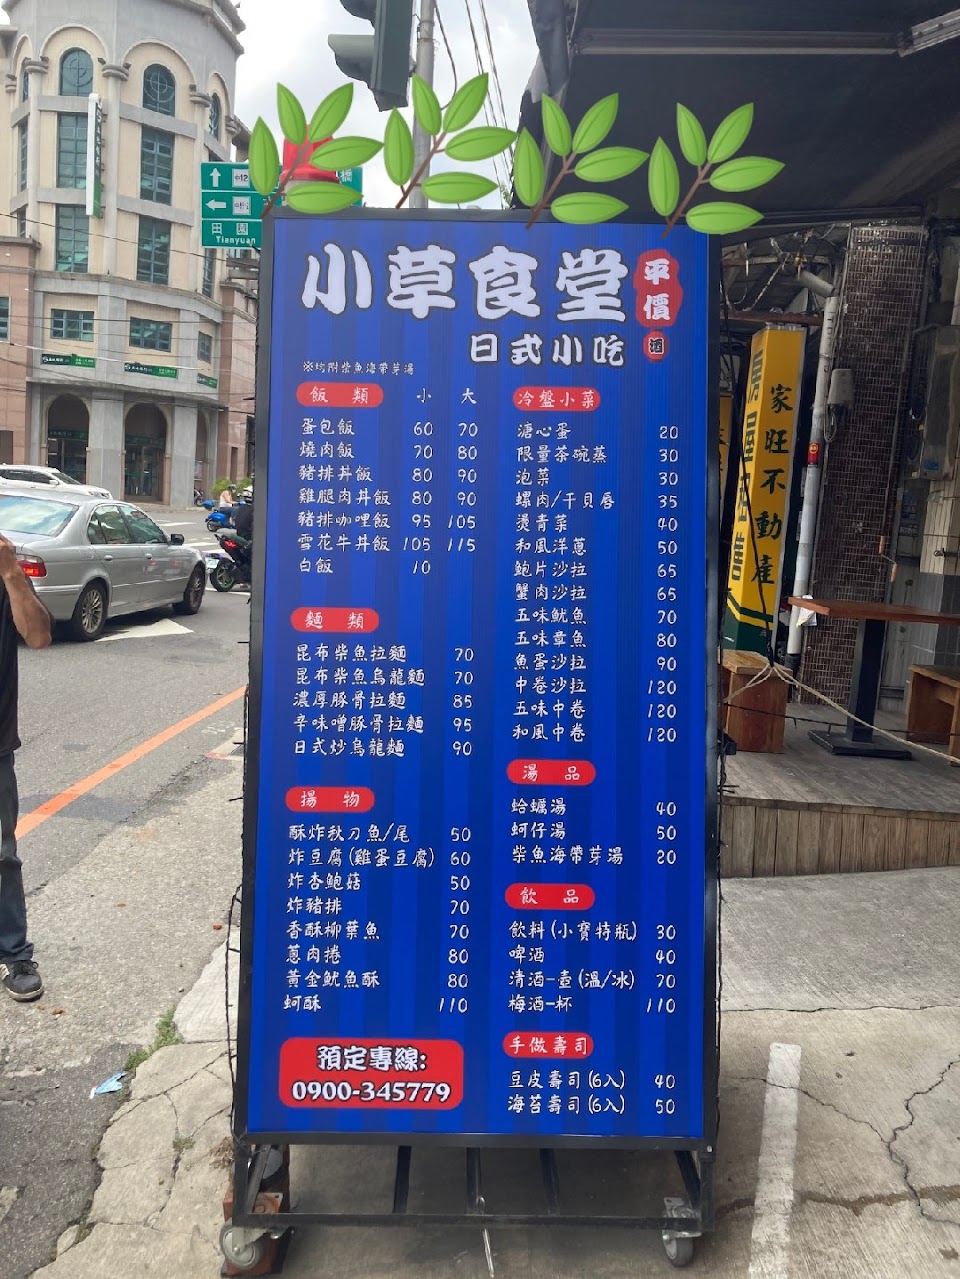 小草食堂
平價
酒
日式小吃
※均附柴魚海帶芽湯
飯類 小 大
蛋包飯 60 70
燒肉飯 70 80
豬排丼飯 80 90
雞腿肉丼飯 80 90
豬排咖哩飯 95 105
雪花牛丼飯 105 115
白飯 10
麵類
昆布柴魚拉麵 70
昆布柴魚烏龍麵 70
濃厚豚骨拉麵 85
辛味噌豚骨拉麵 95
日式炒烏龍麵 90
揚物
酥炸秋刀魚/尾 50
炸豆腐(雞蛋豆腐) 60
炸杏鮑菇 50
炸豬排 70
香酥柳葉魚 70
蔥肉捲 80
黃金魷魚酥 80
蚵酥 110
預定專線:
0900-345779
冷盤小菜
溏心蛋 20
限量茶碗蒸 30
泡菜 30
螺肉/干貝唇 35
燙青菜 40
和風洋蔥 50
鮑片沙拉 65
蟹肉沙拉 65
五味魷魚 70
五味章魚 80
魚蛋沙拉 90
中卷沙拉 120
五味中卷 120
和風中卷 120
湯品
蛤蠣湯 40
蚵仔湯 50
柴魚海帶芽湯 20
飲品
飲料(小寶特瓶) 30
啤酒 40
清酒-壺(溫/冰) 70
梅酒-杯 110
手做壽司
豆皮壽司(6入) 40
海苔壽司(6入) 50
田園
Tianyuan
家旺不動產
房屋租售